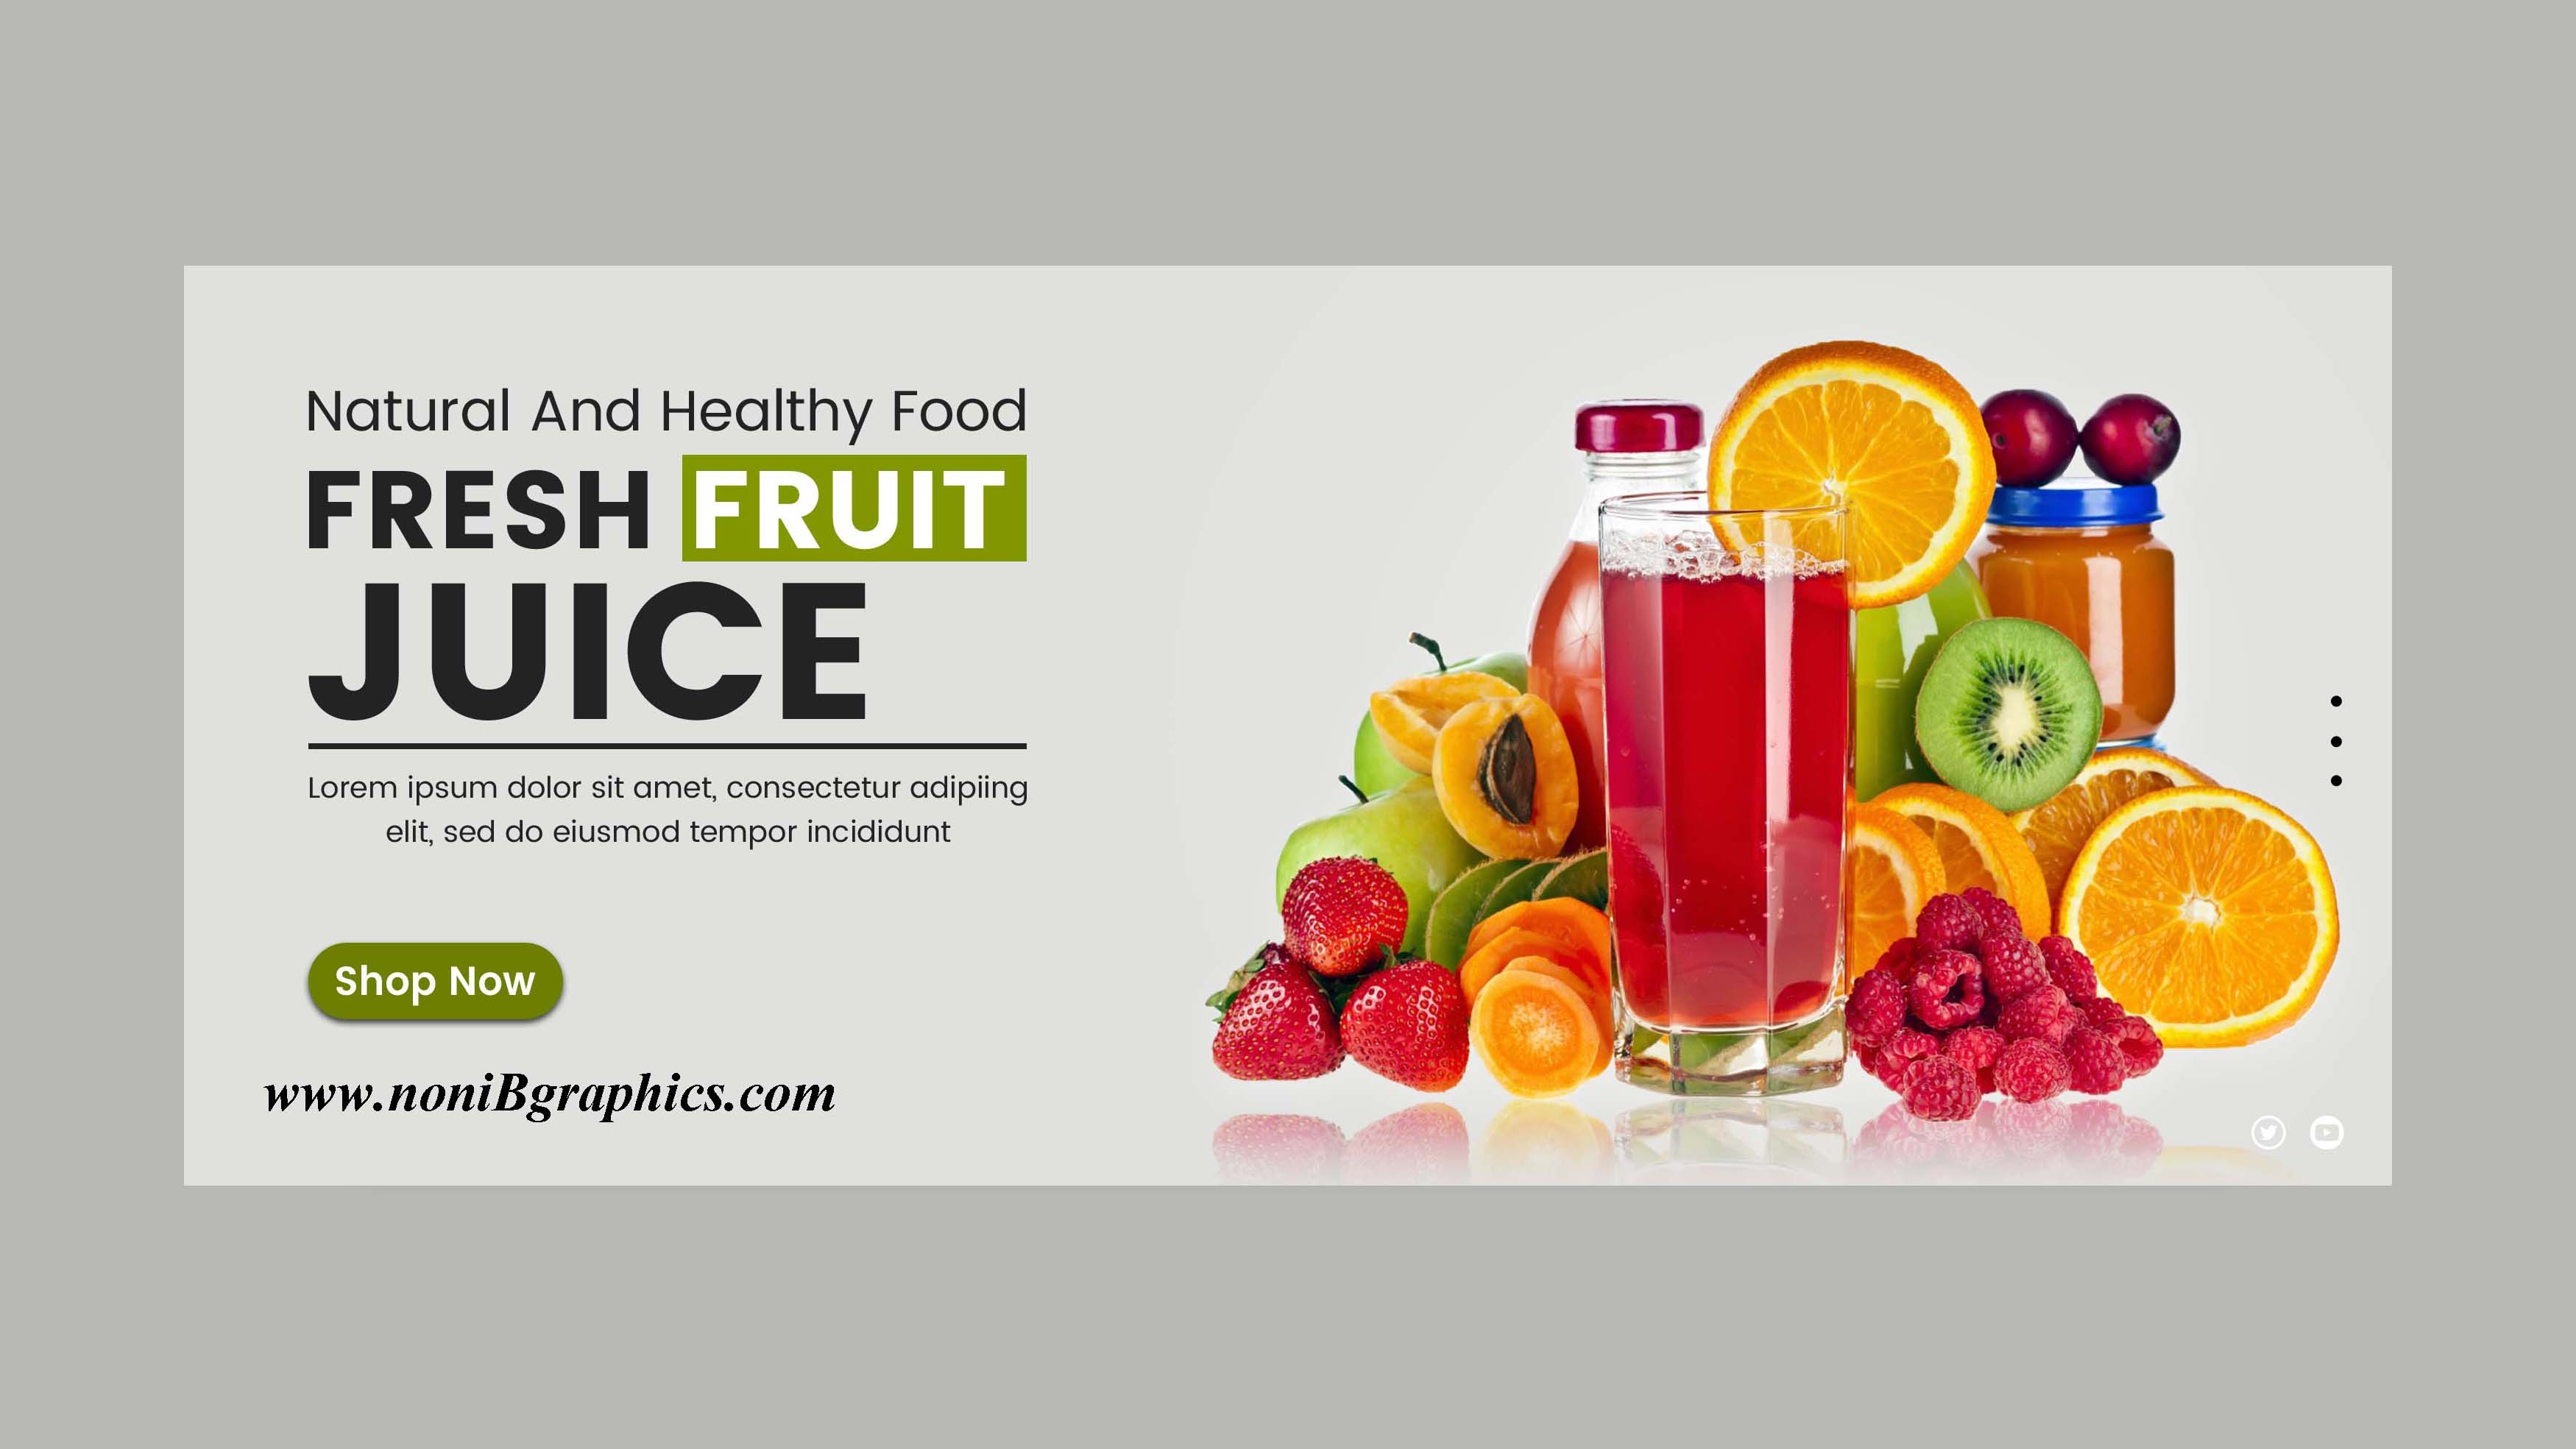 Natural And Healthy Food
FRESH FRUIT
JUICE
Lorem ipsum dolor sit amet, consectetur adipiing
elit, sed do eiusmod tempor incididunt
Shop Now
www.noniBgraphics.com